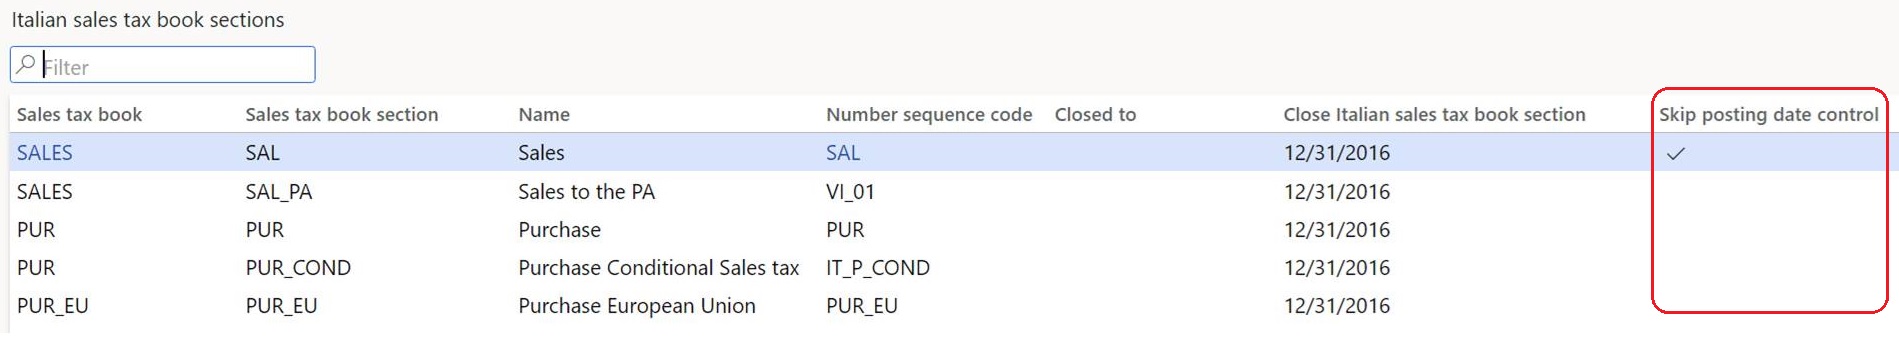 Italian sales tax book sections
Filter
Sales tax book Sales tax book section Name Number sequence code Closed to Close Italian sales tax book section Skip posting date control
SALES SAL Sales SAL 12/31/2016
SALES SAL_PA Sales to the PA VI_01 12/31/2016
PUR PUR Purchase PUR 12/31/2016
PUR PUR_COND Purchase Conditional Sales tax IT_P_COND 12/31/2016
PUR_EU PUR_EU Purchase European Union PUR_EU 12/31/2016